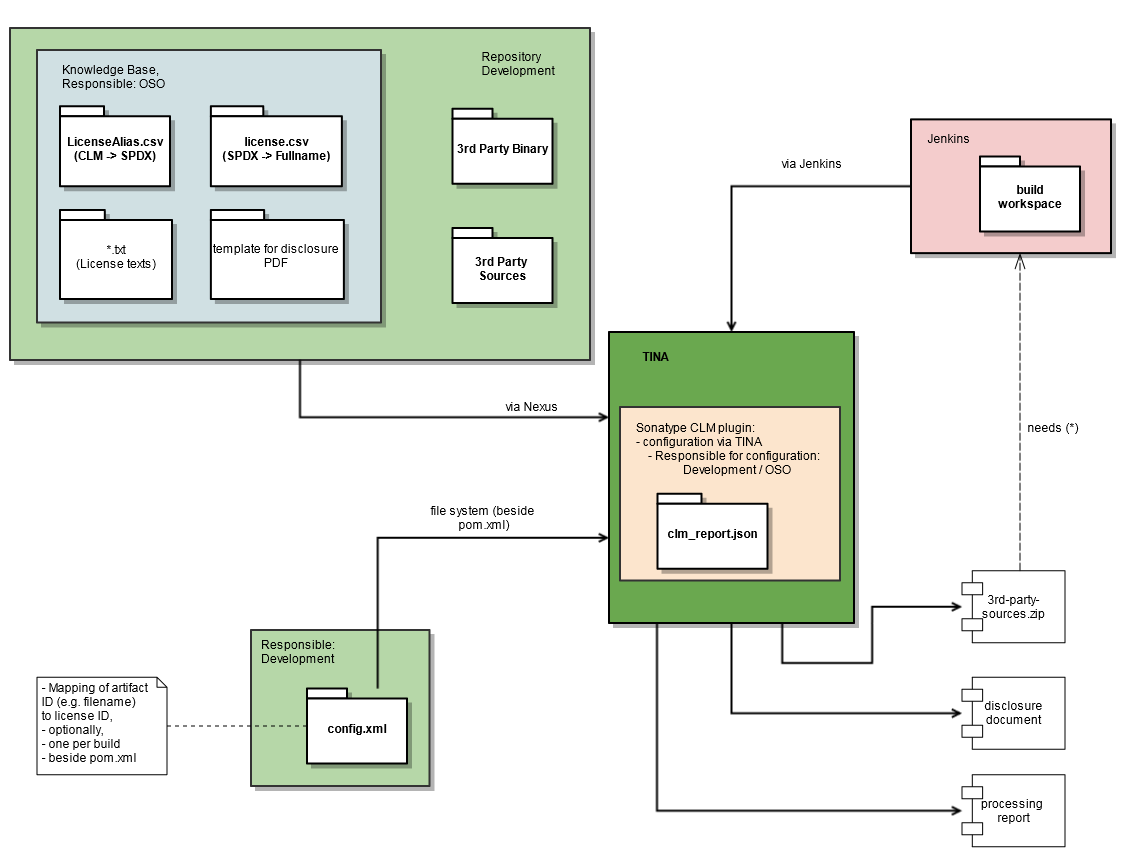 Knowledge Base,
Responsible: OSO
Repository
Development
LicenseAlias.csv
(CLM -> SPDX)
license.csv
(SPDX -> Fullname)
3rd Party Binary
*.txt
(License texts)
template for disclosure
PDF
3rd Party
Sources
Jenkins
build
workspace
via Jenkins
TINA
via Nexus
Sonatype CLM plugin:
- configuration via TINA
- Responsible for configuration:
Development / OSO
clm_report.json
needs (*)
file system (beside
pom.xml)
3rd-party-
sources.zip
Responsible:
Development
config.xml
- Mapping of artifact
ID (e.g. filename)
to license ID,
- optionally,
- one per build
- beside pom.xml
disclosure
document
processing
report